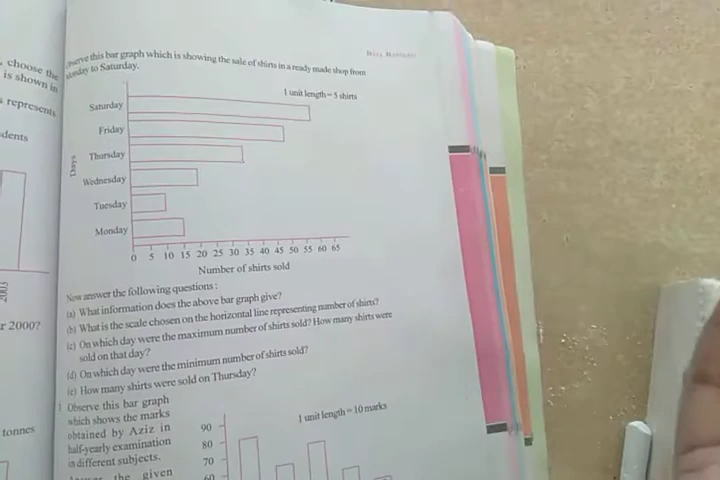 choose the
is shown in
represents
dents
2003
r 2000?
tonnes
this bar graph which is showing the sale of shirts in a ready made shop from
to Saturday.
1 unit length = 5 shirts
Days
Saturday
Friday
Thursday
Wednesday
Tuesday
Monday
0 5 10 15 20 25 30 35 40 45 50 55 60 65
Number of shirts sold
Now answer the following questions :
(a) What information does the above bar graph give?
(b) What is the scale chosen on the horizontal line representing number of shirts?
(c) On which day were the maximum number of shirts sold? How many shirts were
sold on that day?
(d) On which day were the minimum number of shirts sold?
(e) How many shirts were sold on Thursday?
Observe this bar graph
which shows the marks
obtained by Aziz in
half-yearly examination
in different subjects.
the given
1 unit length = 10 marks
90
80
70
60